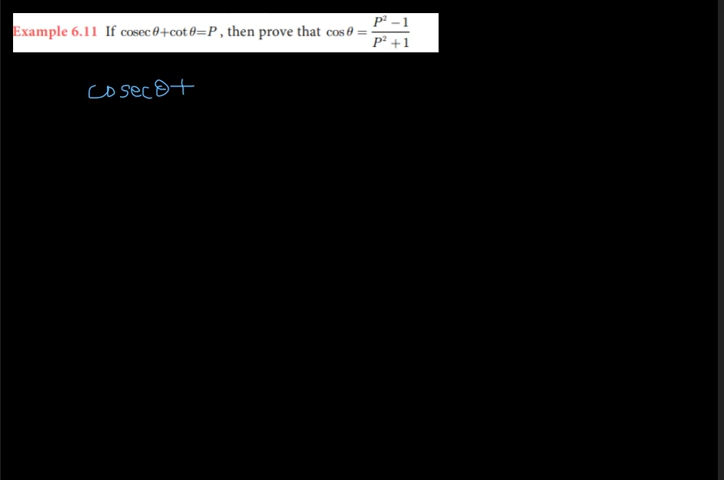 Example 6.11 If cosec θ+cot θ=P, then prove that cos θ = (P² −1)/(P² +1)
cosecθ+